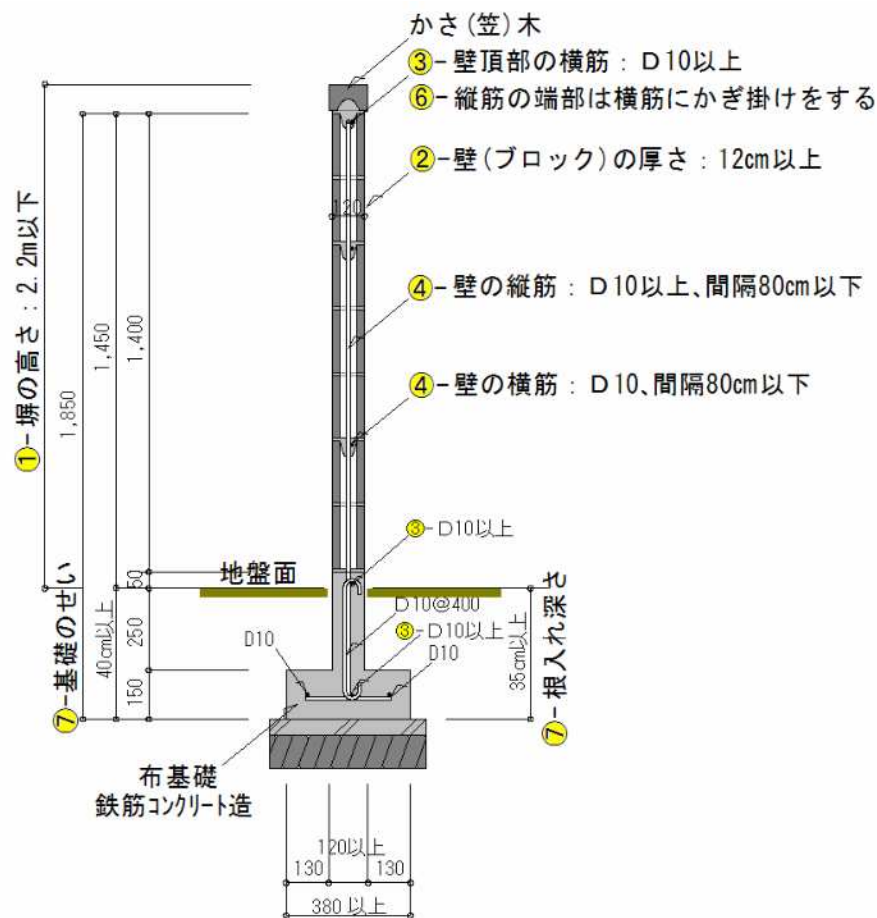 かさ(笠)木
③-壁頂部の横筋：Ｄ10以上
⑥-縦筋の端部は横筋にかぎ掛けをする
②-壁(ブロック)の厚さ：12cm以上
120
④-壁の縦筋：Ｄ10以上、間隔80cm以下
④-壁の横筋：Ｄ10、間隔80cm以下
①-塀の高さ：2.2m以下
1,850
1,450
1,400
③-Ｄ10以上
地盤面
50
Ｄ10@400
③-Ｄ10以上
D10
D10
250
150
40cm以上
⑦-基礎のせい
35cm以上
⑦-根入れ深さ
布基礎
鉄筋コンクリート造
120以上
130
130
380以上